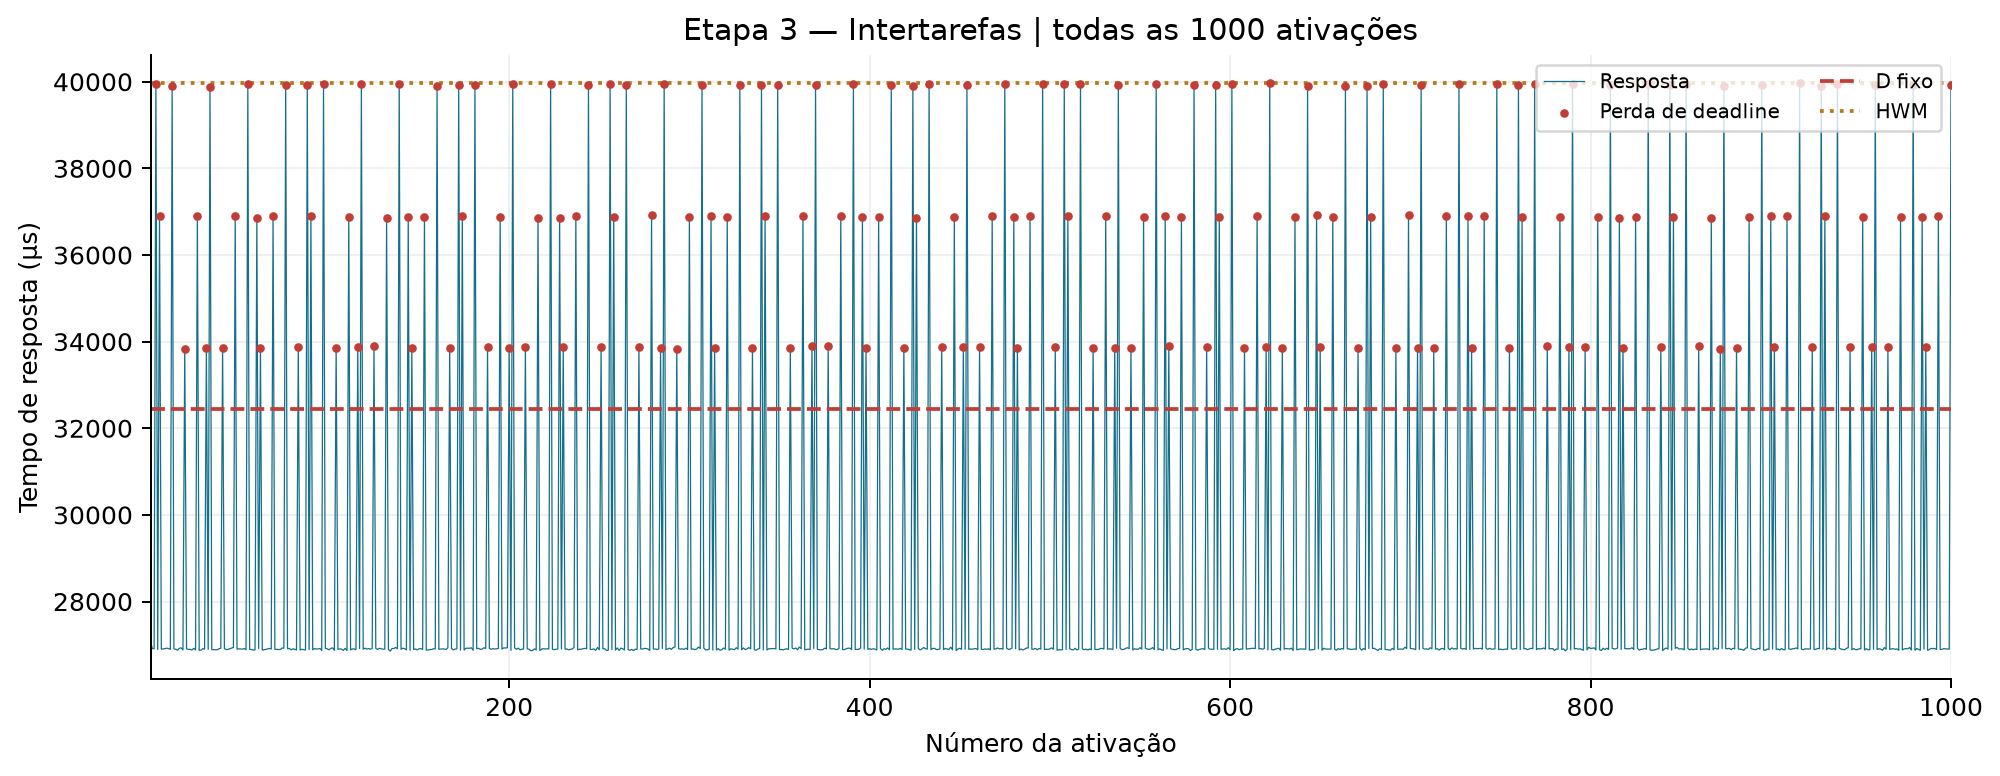 Etapa 3 — Intertarefas | todas as 1000 ativações
Tempo de resposta (µs)
40000
38000
36000
34000
32000
30000
28000
Resposta
Perda de deadline
D fixo
HWM
200
400
600
800
1000
Número da ativação